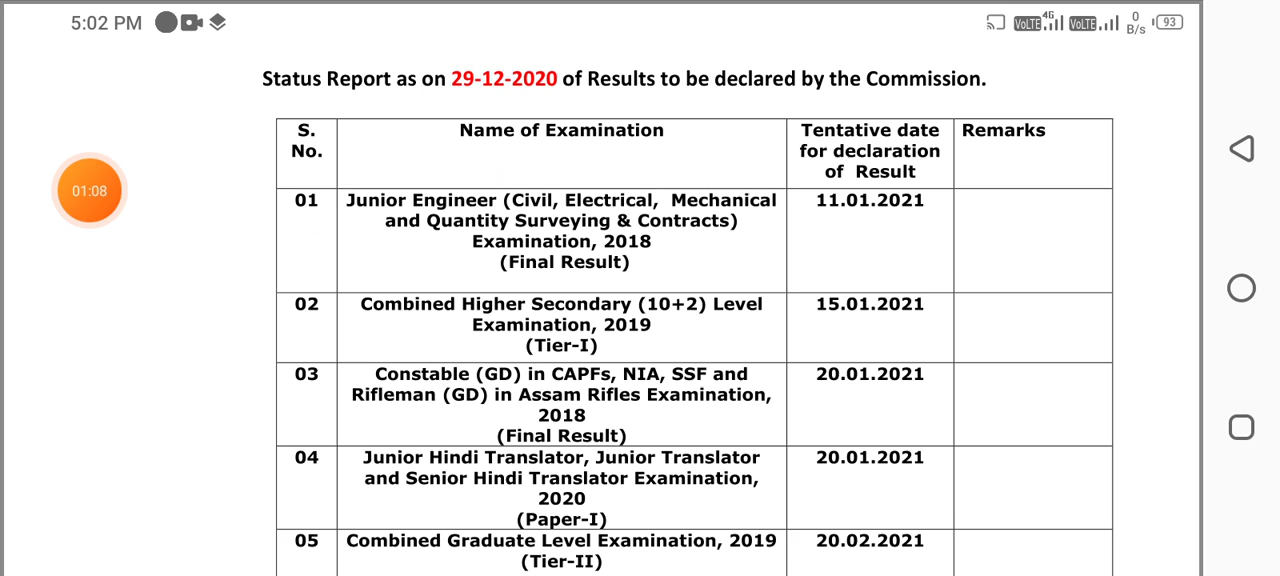 5:02 PM
VoLTE 4G VoLTE 0 B/s 93
Status Report as on 29-12-2020 of Results to be declared by the Commission.
S. No.
Name of Examination
Tentative date for declaration of Result
Remarks
01:08
01
Junior Engineer (Civil, Electrical, Mechanical
and Quantity Surveying & Contracts)
Examination, 2018
(Final Result)
11.01.2021
02
Combined Higher Secondary (10+2) Level
Examination, 2019
(Tier-I)
15.01.2021
03
Constable (GD) in CAPFs, NIA, SSF and
Rifleman (GD) in Assam Rifles Examination,
2018
(Final Result)
20.01.2021
04
Junior Hindi Translator, Junior Translator
and Senior Hindi Translator Examination,
2020
(Paper-I)
20.01.2021
05
Combined Graduate Level Examination, 2019
(Tier-II)
20.02.2021